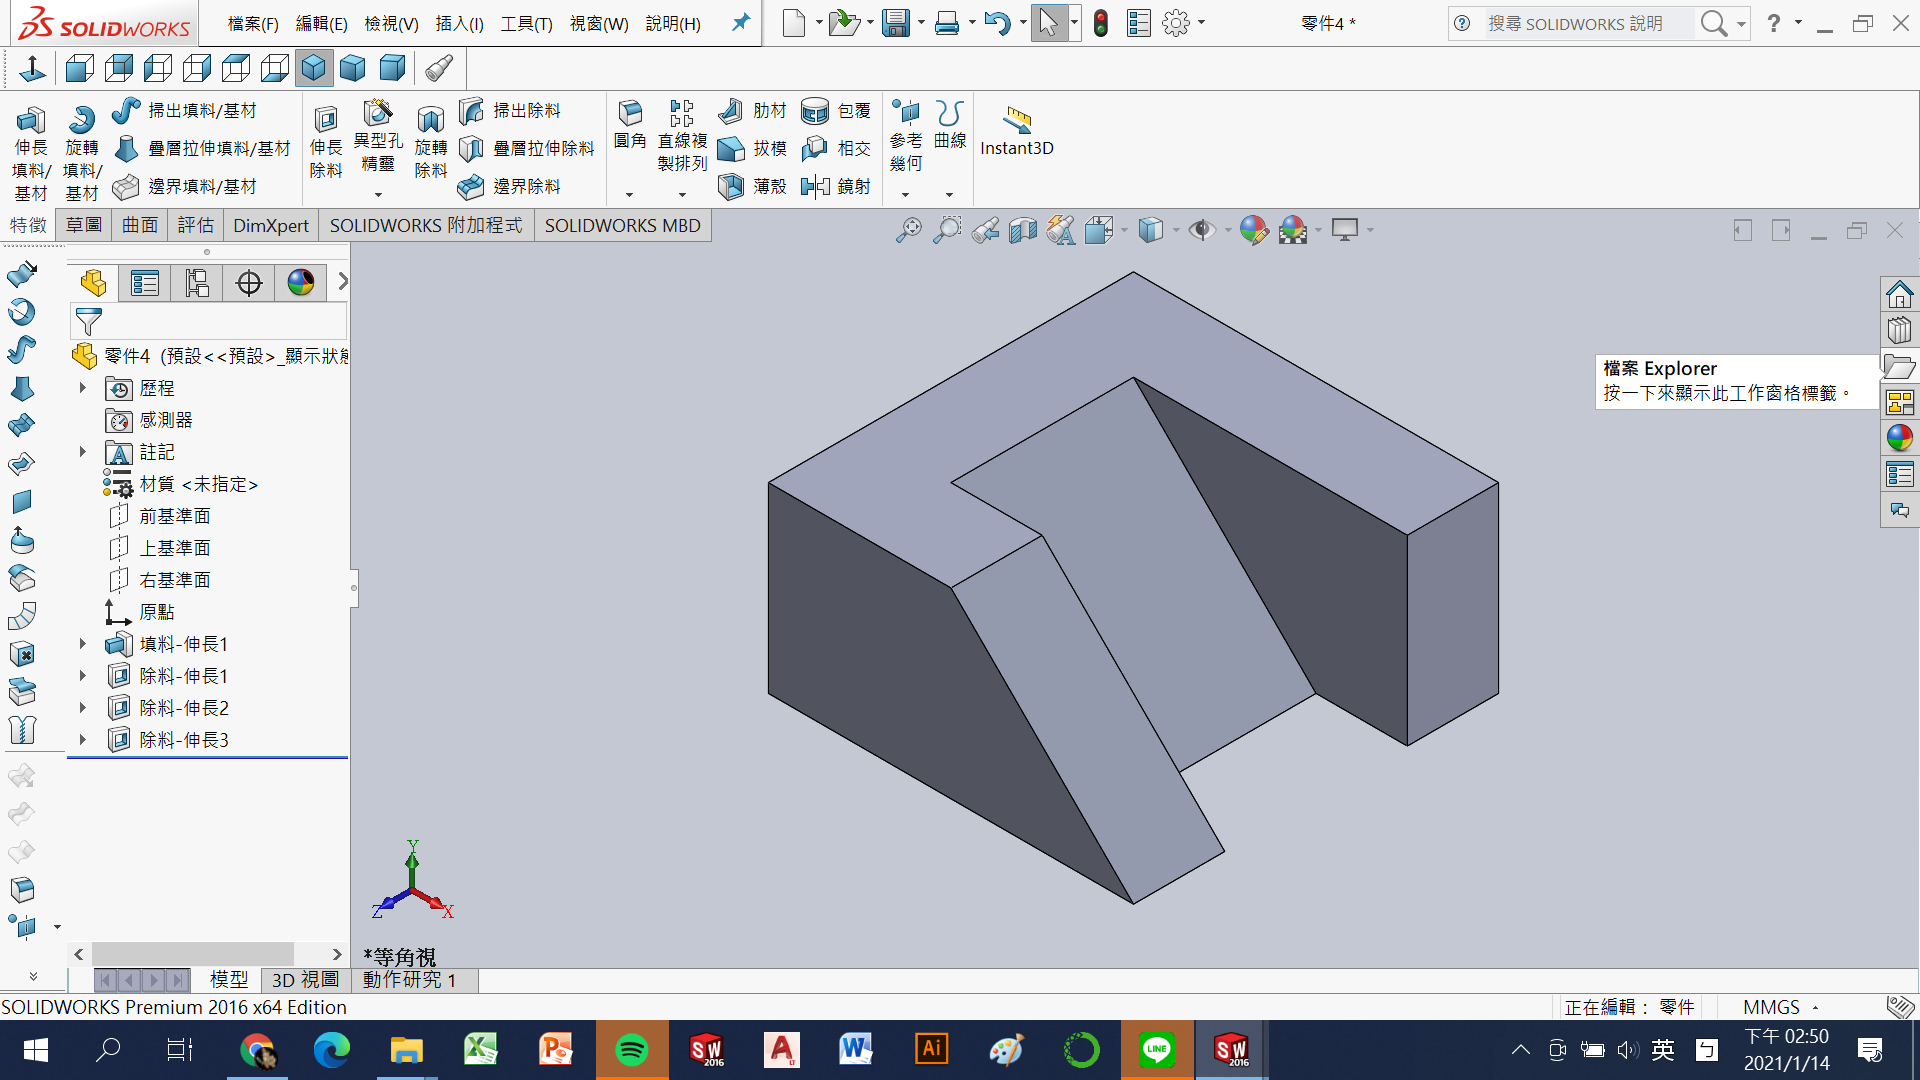 SOLIDWORKS 檔案(F) 編輯(E) 檢視(V) 插入(I) 工具(T) 視窗(W) 說明(H) 零件4 * 搜尋 SOLIDWORKS 說明 ?
伸長填料/基材
旋轉填料/基材
掃出填料/基材
疊層拉伸填料/基材
邊界填料/基材
伸長除料
異型孔精靈
旋轉除料
掃出除料
疊層拉伸除料
邊界除料
圓角
直線複製排列
肋材
拔模
薄殼
包覆
相交
鏡射
參考幾何
曲線
Instant3D
特徵 草圖 曲面 評估 DimXpert SOLIDWORKS 附加程式 SOLIDWORKS MBD
零件4 (預設<<預設>_顯示狀態
歷程
感測器
註記
材質 <未指定>
前基準面
上基準面
右基準面
原點
填料-伸長1
除料-伸長1
除料-伸長2
除料-伸長3
檔案 Explorer
按一下來顯示此工作窗格標籤。
Y
Z X
*等角視
模型 3D 視圖 動作研究 1
SOLIDWORKS Premium 2016 x64 Edition 正在編輯： 零件 MMGS
SW 2016 A LT Ai LINE SW 2016 英 ㄅ
下午 02:50
2021/1/14